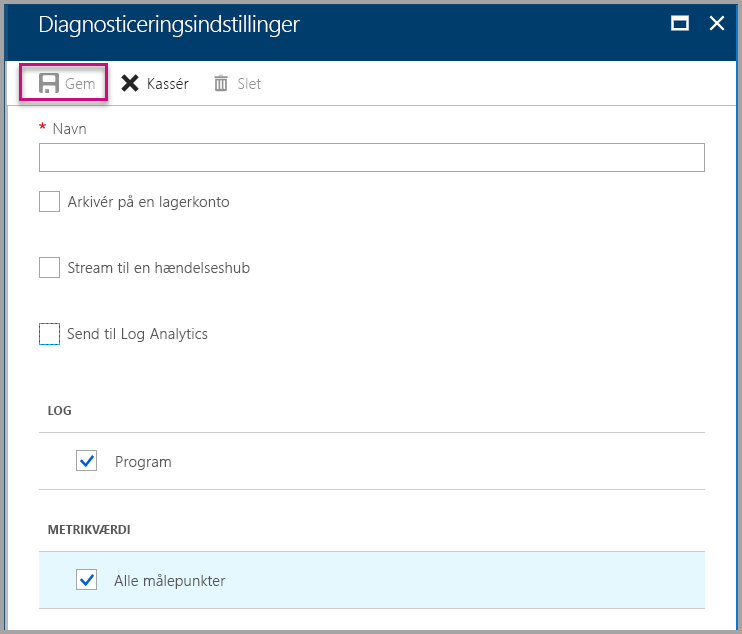 Diagnosticeringsindstillinger
Gem Kassér Slet
* Navn
Arkivér på en lagerkonto
Stream til en hændelseshub
Send til Log Analytics
LOG
Program
METRIKVÆRDI
Alle målepunkter